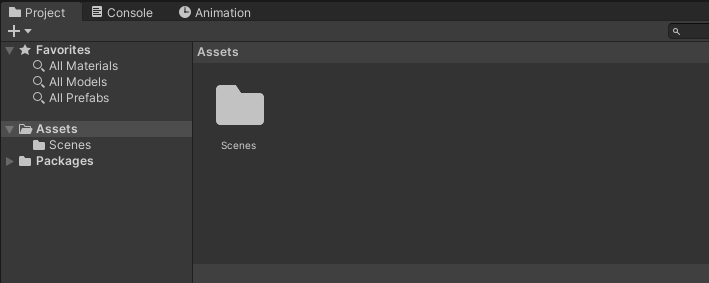 Project Console Animation
Favorites
All Materials
All Models
All Prefabs
Assets
Scenes
Packages
Assets
Scenes